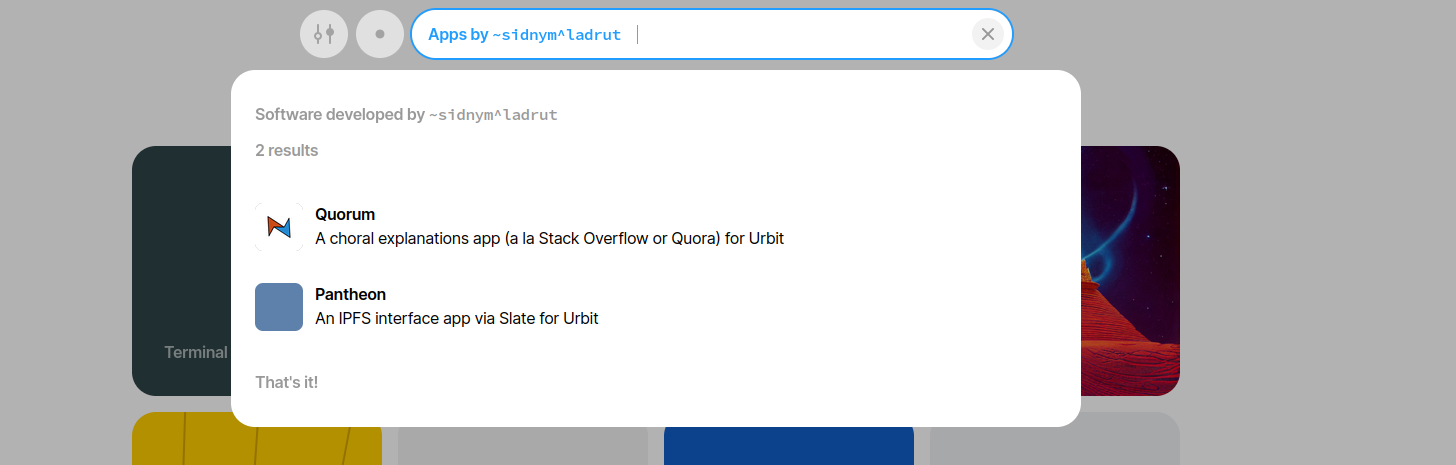 Apps by ~sidnym^ladrut
Software developed by ~sidnym^ladrut
2 results
Quorum
A choral explanations app (a la Stack Overflow or Quora) for Urbit
Pantheon
An IPFS interface app via Slate for Urbit
Terminal
That's it!